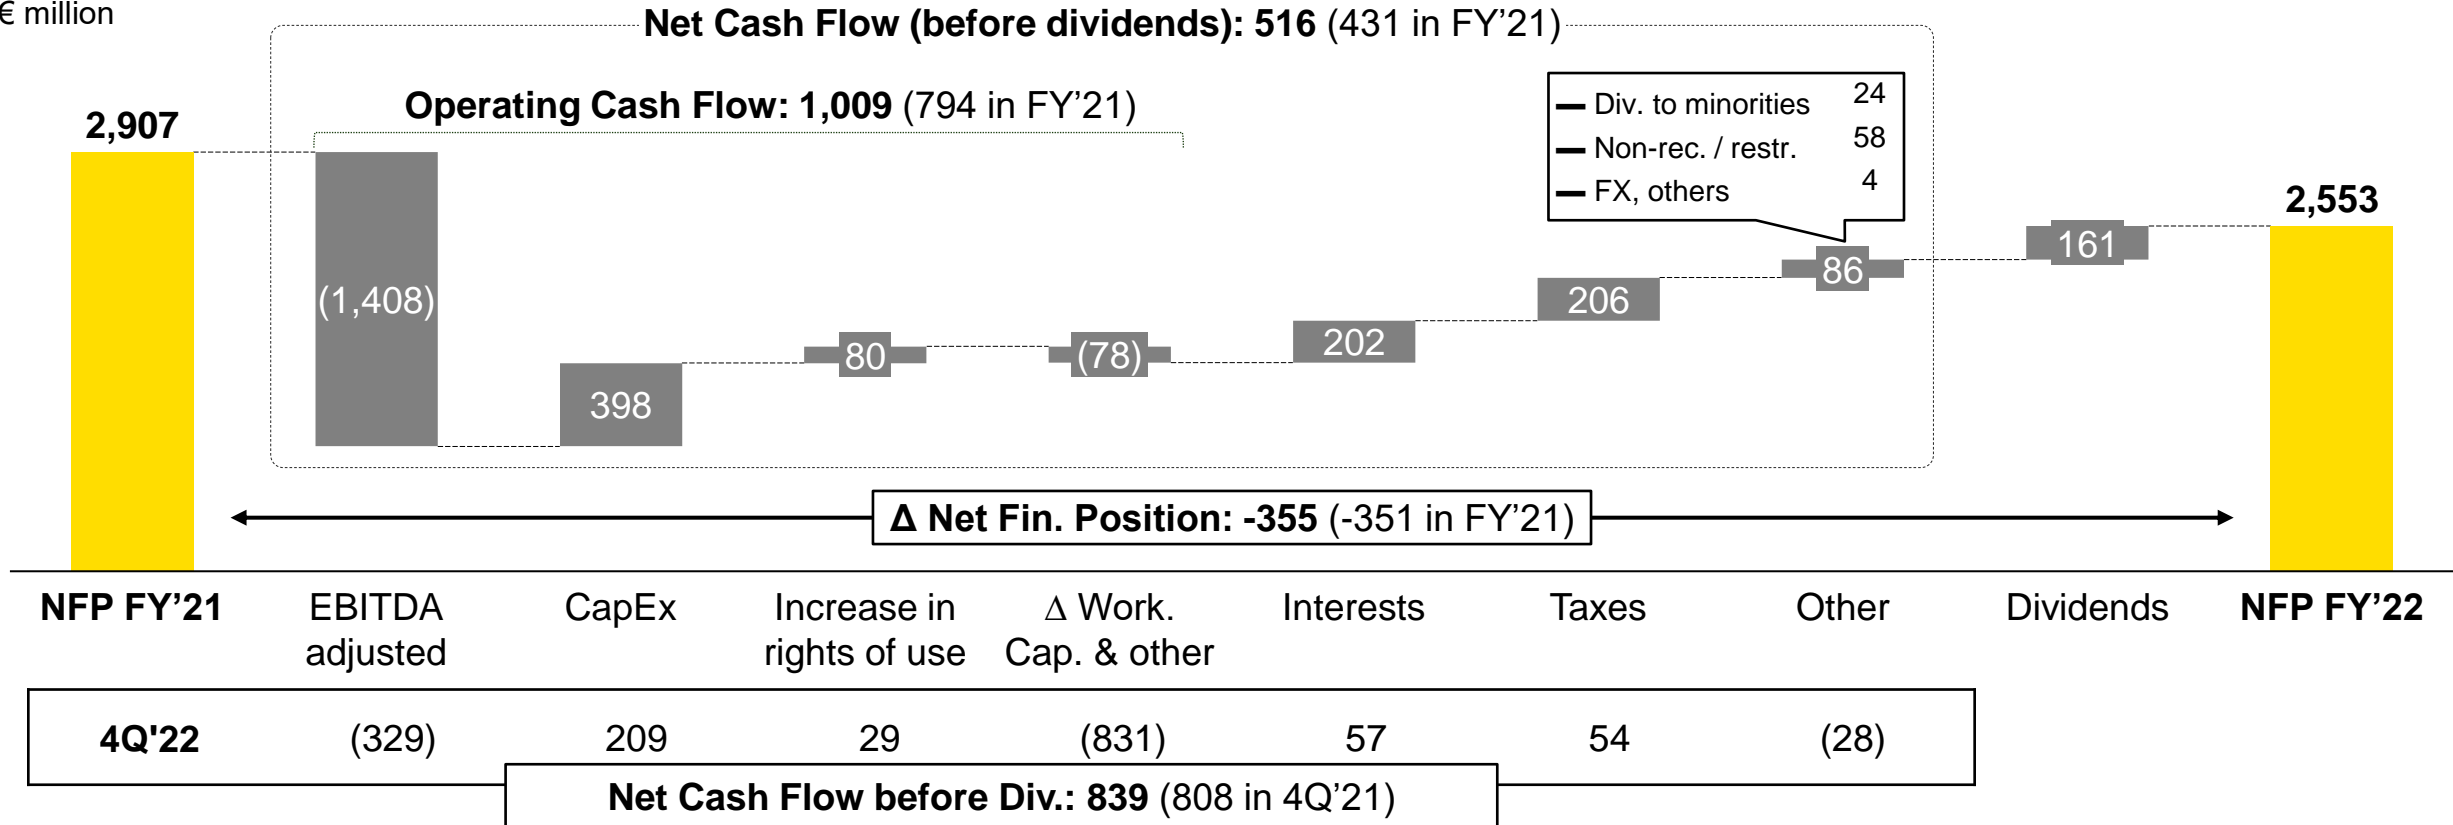 € million
Net Cash Flow (before dividends): 516 (431 in FY’21)
Operating Cash Flow: 1,009 (794 in FY’21)
Div. to minorities 24
Non-rec. / restr. 58
FX, others 4
2,907
2,553
(1,408)
398
80
(78)
202
206
86
161
Δ Net Fin. Position: -355 (-351 in FY’21)
NFP FY’21 EBITDA CapEx Increase in Δ Work. Interests Taxes Other Dividends NFP FY’22
adjusted rights of use Cap. & other
4Q'22 (329) 209 29 (831) 57 54 (28)
Net Cash Flow before Div.: 839 (808 in 4Q’21)